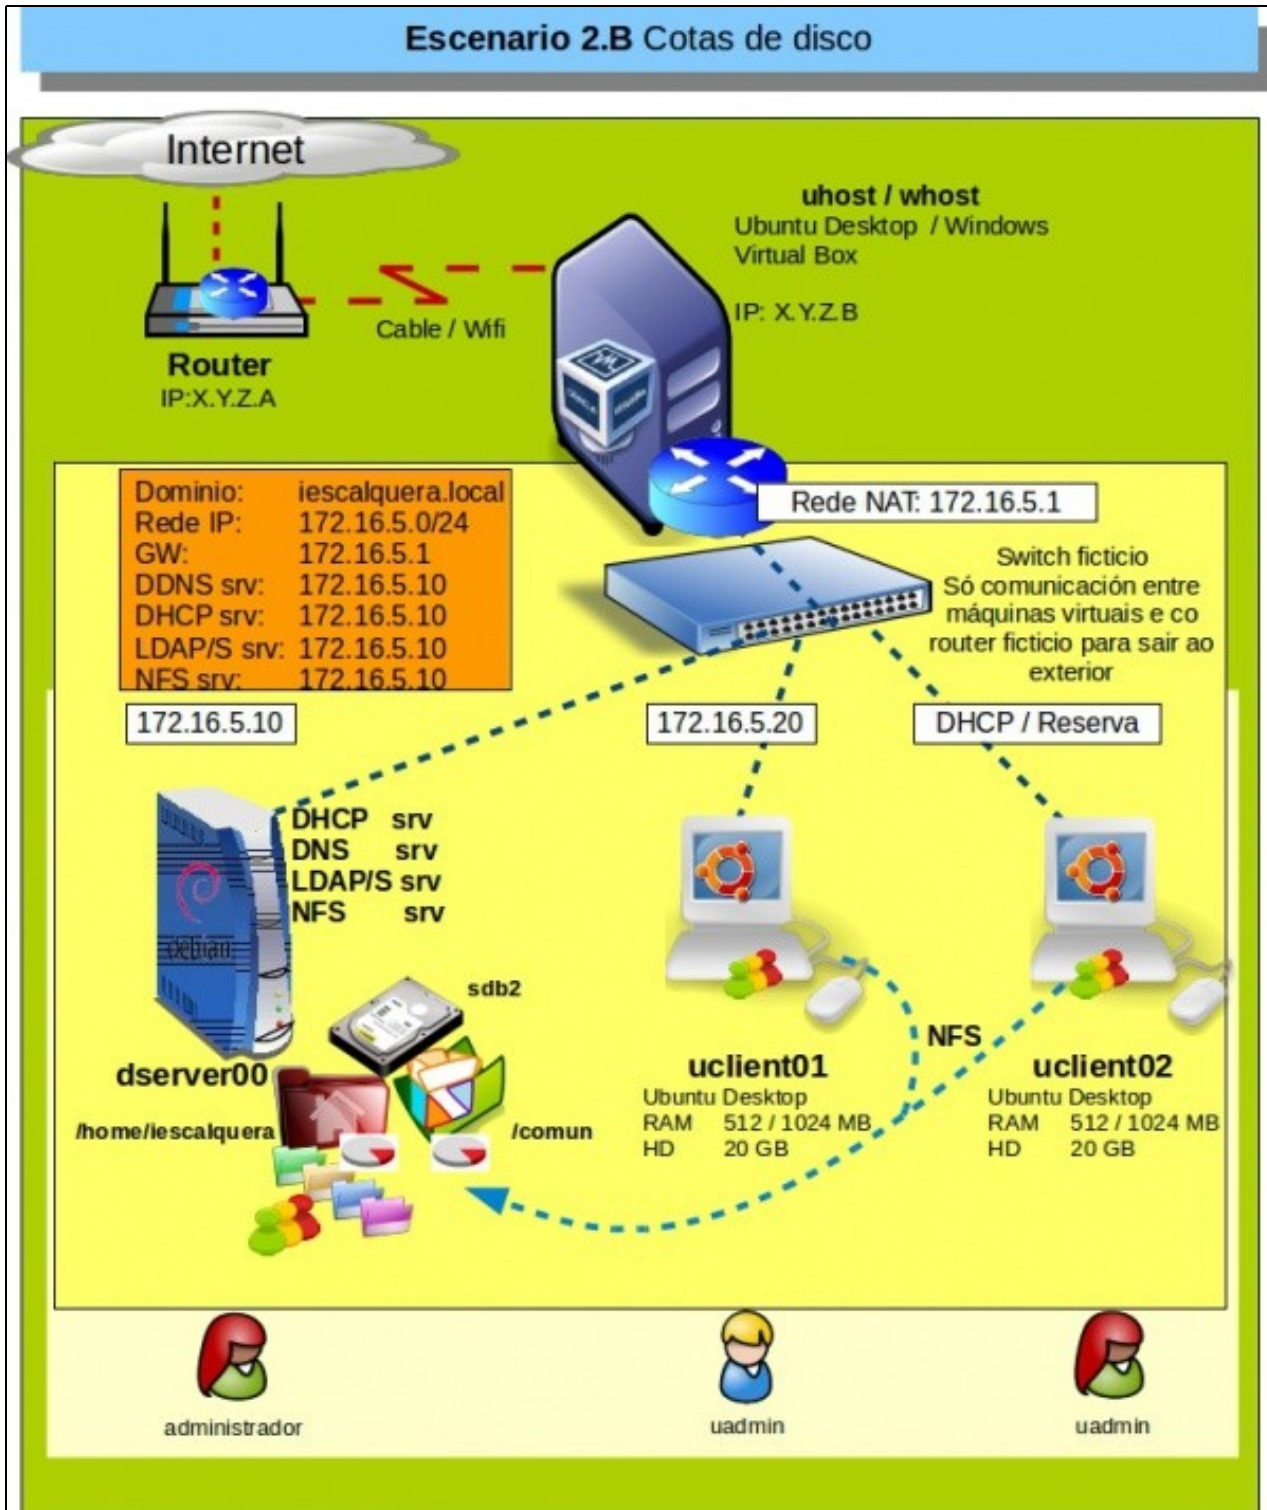 Escenario 2.B Cotas de disco
Internet
uhost / whost
Ubuntu Desktop / Windows
Virtual Box
IP: X.Y.Z.B
Cable / Wifi
Router
IP:X.Y.Z.A
Dominio: iescalquera.local
Rede IP: 172.16.5.0/24
GW: 172.16.5.1
DDNS srv: 172.16.5.10
DHCP srv: 172.16.5.10
LDAP/S srv: 172.16.5.10
NFS srv: 172.16.5.10
Rede NAT: 172.16.5.1
Switch ficticio
Só comunicación entre
máquinas virtuais e co
router ficticio para sair ao
exterior
172.16.5.10
172.16.5.20
DHCP / Reserva
DHCP srv
DNS srv
LDAP/S srv
NFS srv
debian
sdb2
dserver00
/home/iescalquera
/comun
NFS
uclient01
Ubuntu Desktop
RAM 512 / 1024 MB
HD 20 GB
uclient02
Ubuntu Desktop
RAM 512 / 1024 MB
HD 20 GB
administrador
uadmin
uadmin